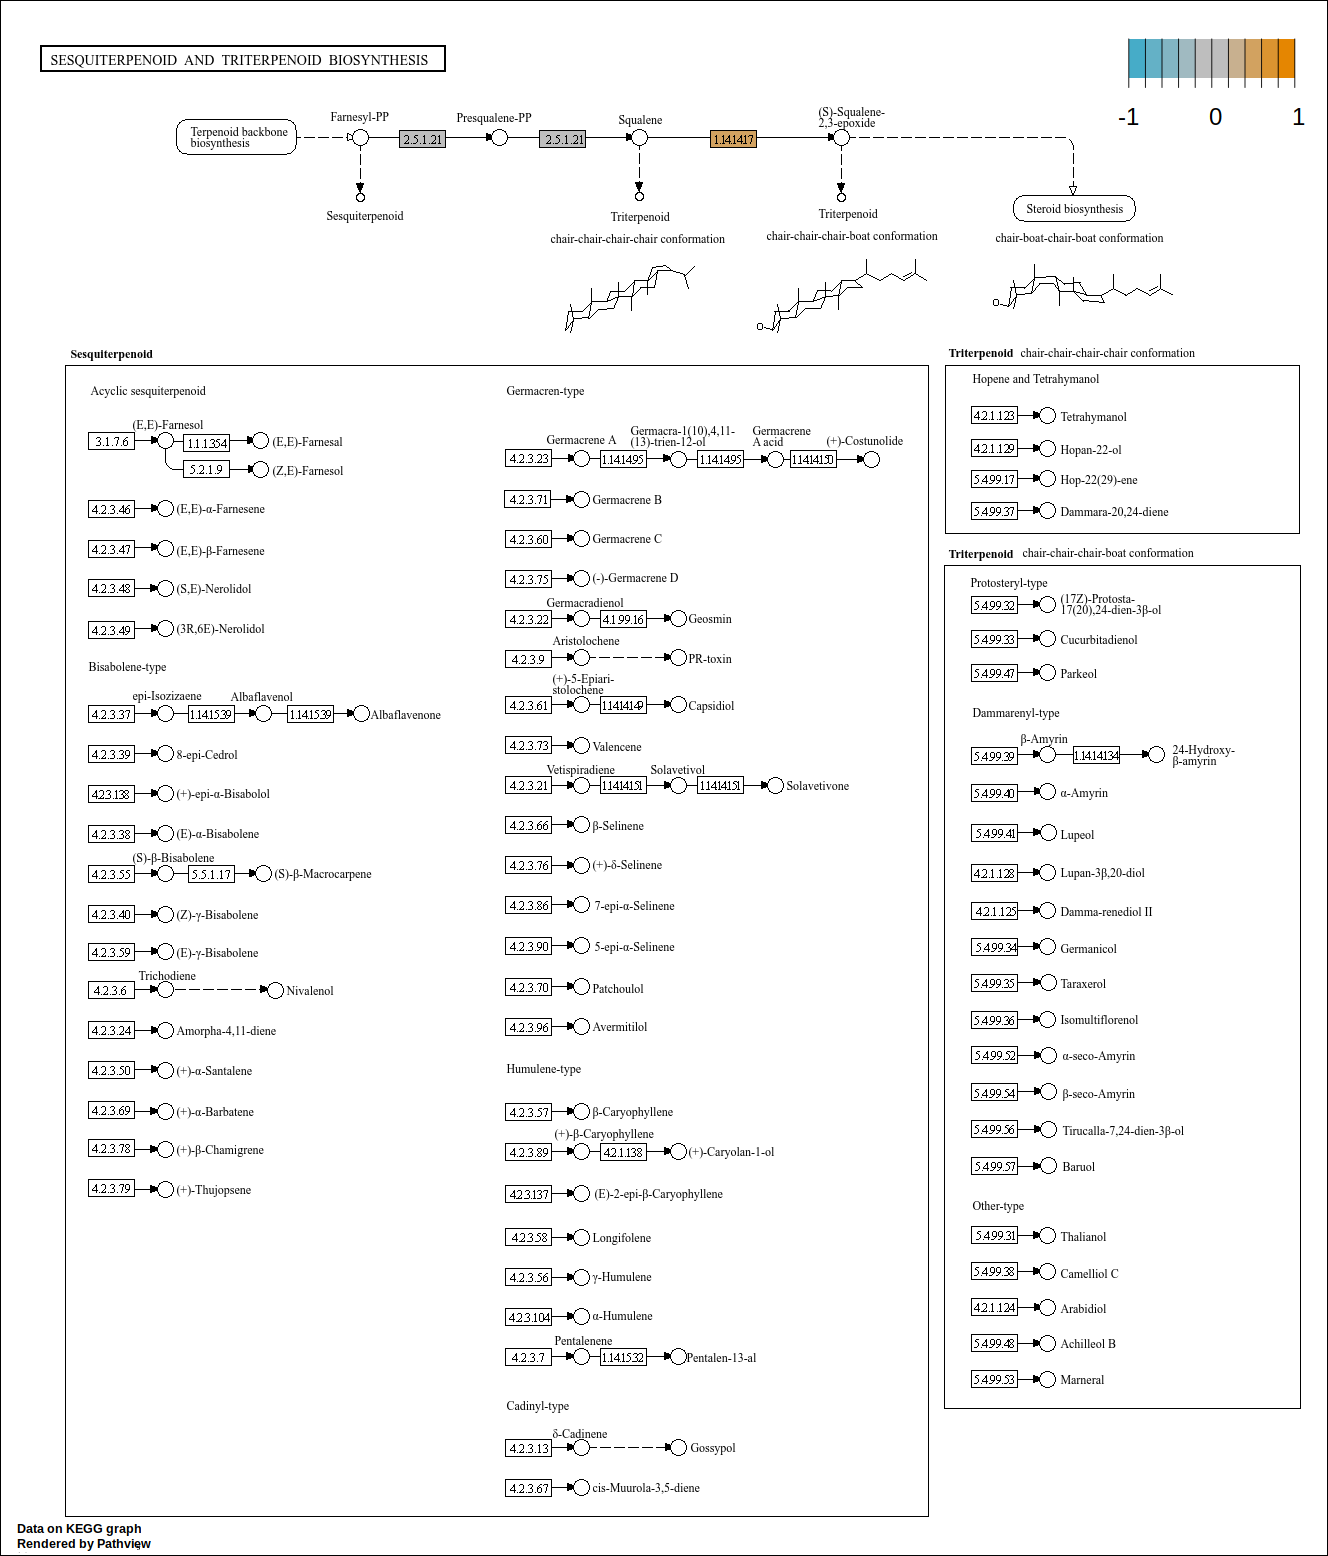 SESQUITERPENOID AND TRITERPENOID BIOSYNTHESIS
-1 0 1
Terpenoid backbone
biosynthesis
Farnesyl-PP
2.5.1.21
Presqualene-PP
2.5.1.21
Squalene
1.14.14.17
(S)-Squalene-
2,3-epoxide
Sesquiterpenoid
Triterpenoid
chair-chair-chair-chair conformation
Triterpenoid
chair-chair-chair-boat conformation
Steroid biosynthesis
chair-boat-chair-boat conformation
O
O
Sesquiterpenoid
Acyclic sesquiterpenoid
(E,E)-Farnesol
3.1.7.6 1.1.1.354 (E,E)-Farnesal
5.2.1.9 (Z,E)-Farnesol
4.2.3.46 (E,E)-α-Farnesene
4.2.3.47 (E,E)-β-Farnesene
4.2.3.48 (S,E)-Nerolidol
4.2.3.49 (3R,6E)-Nerolidol
Bisabolene-type
epi-Isozizaene Albaflavenol
4.2.3.37 1.14.15.39 1.14.15.39 Albaflavenone
4.2.3.39 8-epi-Cedrol
4.2.3.138 (+)-epi-α-Bisabolol
4.2.3.38 (E)-α-Bisabolene
(S)-β-Bisabolene
4.2.3.55 5.5.1.17 (S)-β-Macrocarpene
4.2.3.40 (Z)-γ-Bisabolene
4.2.3.59 (E)-γ-Bisabolene
Trichodiene
4.2.3.6 Nivalenol
4.2.3.24 Amorpha-4,11-diene
4.2.3.50 (+)-α-Santalene
4.2.3.69 (+)-α-Barbatene
4.2.3.78 (+)-β-Chamigrene
4.2.3.79 (+)-Thujopsene
Germacren-type
Germacrene A
Germacra-1(10),4,11-
(13)-trien-12-ol
Germacrene
A acid
(+)-Costunolide
4.2.3.23 1.14.14.95 1.14.14.95 1.14.14.150
4.2.3.71 Germacrene B
4.2.3.60 Germacrene C
4.2.3.75 (-)-Germacrene D
Germacradienol
4.2.3.22 4.1.99.16 Geosmin
Aristolochene
4.2.3.9 PR-toxin
(+)-5-Epiari-
stolochene
4.2.3.61 1.14.14.149 Capsidiol
4.2.3.73 Valencene
Vetispiradiene Solavetivol
4.2.3.21 1.14.14.151 1.14.14.151 Solavetivone
4.2.3.66 β-Selinene
4.2.3.76 (+)-δ-Selinene
4.2.3.86 7-epi-α-Selinene
4.2.3.90 5-epi-α-Selinene
4.2.3.70 Patchoulol
4.2.3.96 Avermitilol
Humulene-type
4.2.3.57 β-Caryophyllene
(+)-β-Caryophyllene
4.2.3.89 4.2.1.138 (+)-Caryolan-1-ol
4.2.3.137 (E)-2-epi-β-Caryophyllene
4.2.3.58 Longifolene
4.2.3.56 γ-Humulene
4.2.3.104 α-Humulene
Pentalenene
4.2.3.7 1.14.15.32 Pentalen-13-al
Cadinyl-type
δ-Cadinene
4.2.3.13 Gossypol
4.2.3.67 cis-Muurola-3,5-diene
Triterpenoid chair-chair-chair-chair conformation
Hopene and Tetrahymanol
4.2.1.123 Tetrahymanol
4.2.1.129 Hopan-22-ol
5.4.99.17 Hop-22(29)-ene
5.4.99.37 Dammara-20,24-diene
Triterpenoid chair-chair-chair-boat conformation
Protosteryl-type
5.4.99.32 (17Z)-Protosta-
17(20),24-dien-3β-ol
5.4.99.33 Cucurbitadienol
5.4.99.47 Parkeol
Dammarenyl-type
β-Amyrin
5.4.99.39 1.14.14.134 24-Hydroxy-
β-amyrin
5.4.99.40 α-Amyrin
5.4.99.41 Lupeol
4.2.1.128 Lupan-3β,20-diol
4.2.1.125 Damma-renediol II
5.4.99.34 Germanicol
5.4.99.35 Taraxerol
5.4.99.36 Isomultiflorenol
5.4.99.52 α-seco-Amyrin
5.4.99.54 β-seco-Amyrin
5.4.99.56 Tirucalla-7,24-dien-3β-ol
5.4.99.57 Baruol
Other-type
5.4.99.31 Thalianol
5.4.99.38 Camelliol C
4.2.1.124 Arabidiol
5.4.99.48 Achilleol B
5.4.99.53 Marneral
Data on KEGG graph
Rendered by Pathview